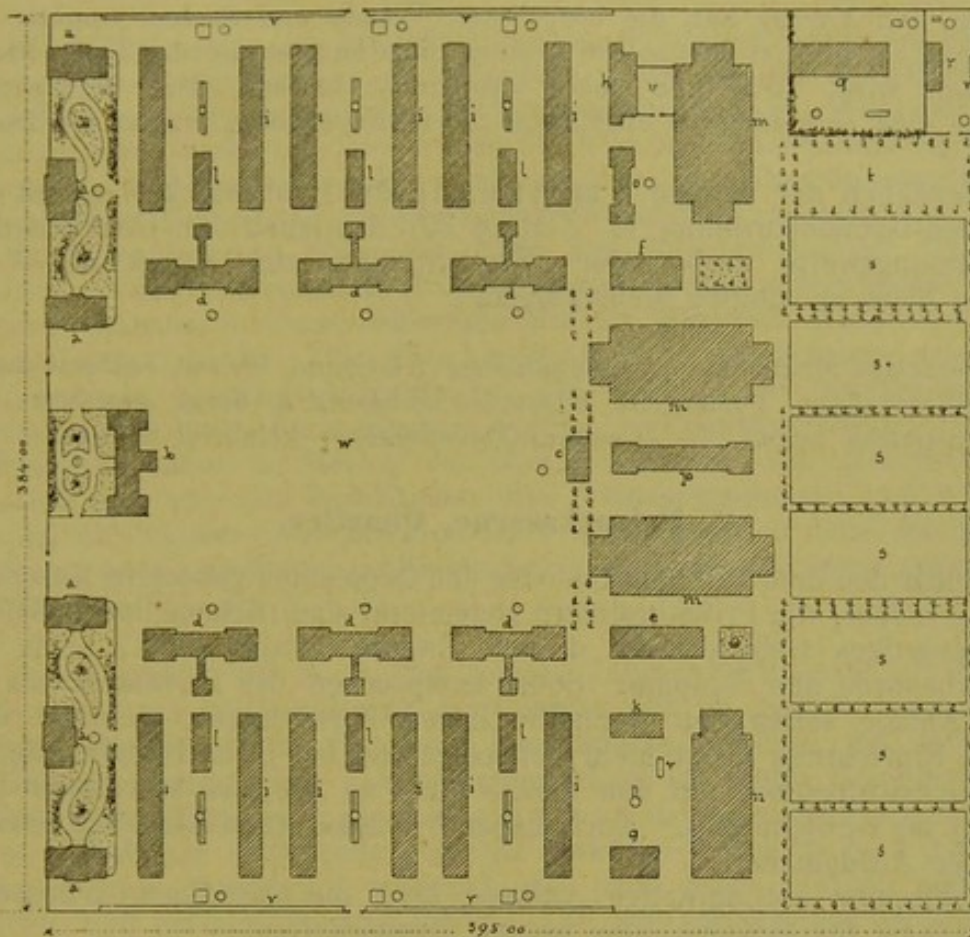 a r r
h v m q r v
i i i i i i
l l l o
t
f
d d d
a
s
s
m
384.00 b w c p s
s
m
a
d d d e
s
k
l l l
r
i i i i i i n s
g
s
a r r
395.00